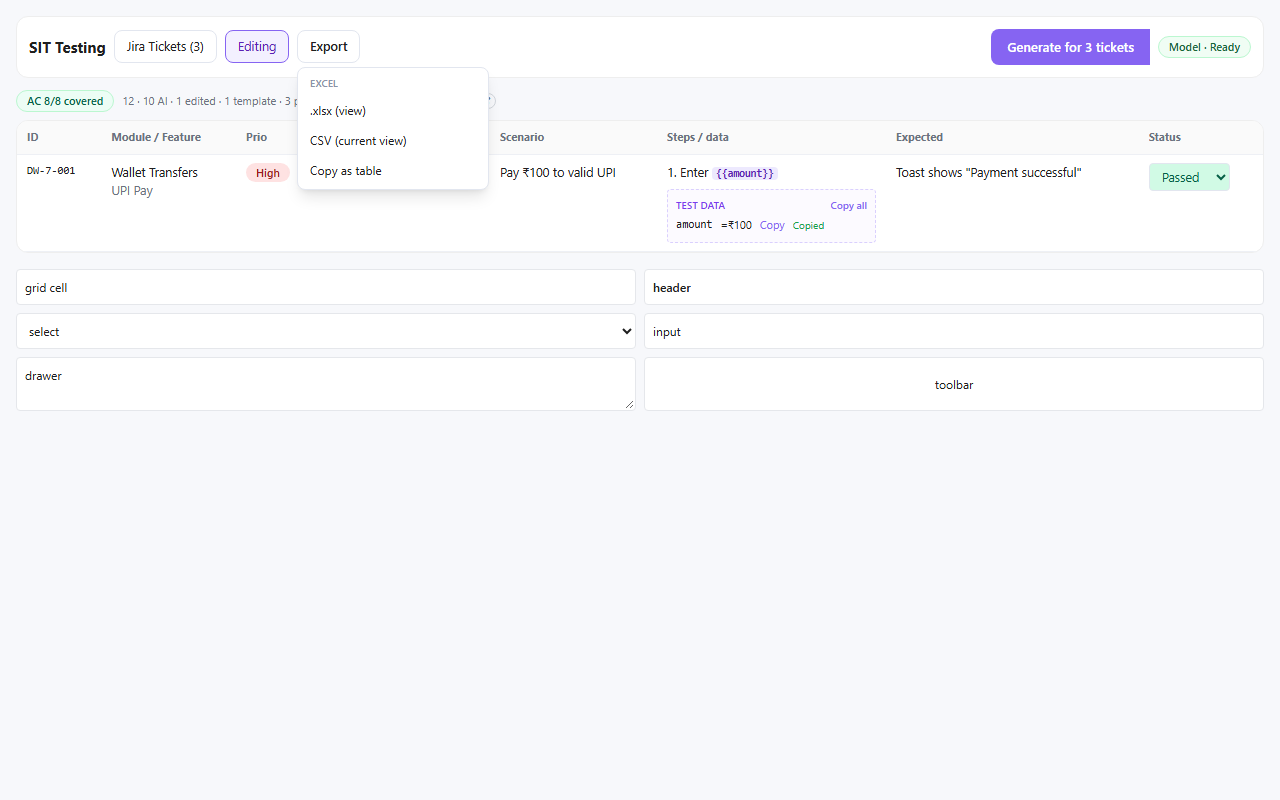 SIT Testing
Jira Tickets (3)
Editing
Export
Generate for 3 tickets
Model · Ready
EXCEL
.xlsx (view)
CSV (current view)
Copy as table
AC 8/8 covered
12 · 10 AI · 1 edited · 1 template · 3
ID
Module / Feature
Prio
Scenario
Steps / data
Expected
Status
DW-7-001
Wallet Transfers
UPI Pay
High
Pay ₹100 to valid UPI
1. Enter {{amount}}
TEST DATA
Copy all
amount =₹100 Copy Copied
Toast shows "Payment successful"
Passed
grid cell
header
select
input
drawer
toolbar